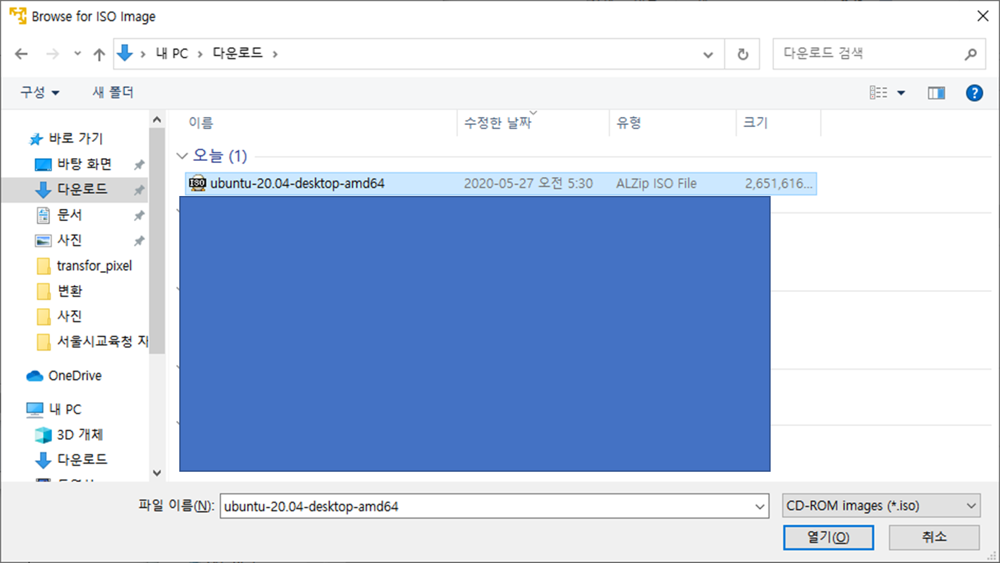 Browse for ISO Image
내 PC > 다운로드 >
다운로드 검색
구성
새 폴더
이름 수정한 날짜 유형 크기
오늘 (1)
ubuntu-20.04-desktop-amd64 2020-05-27 오전 5:30 ALZip ISO File 2,651,616...
바로 가기
바탕 화면
다운로드
문서
사진
transfor_pixel
변환
사진
서울시교육청 자
OneDrive
내 PC
3D 개체
다운로드
파일 이름(N): ubuntu-20.04-desktop-amd64
CD-ROM images (*.iso)
열기(O)
취소